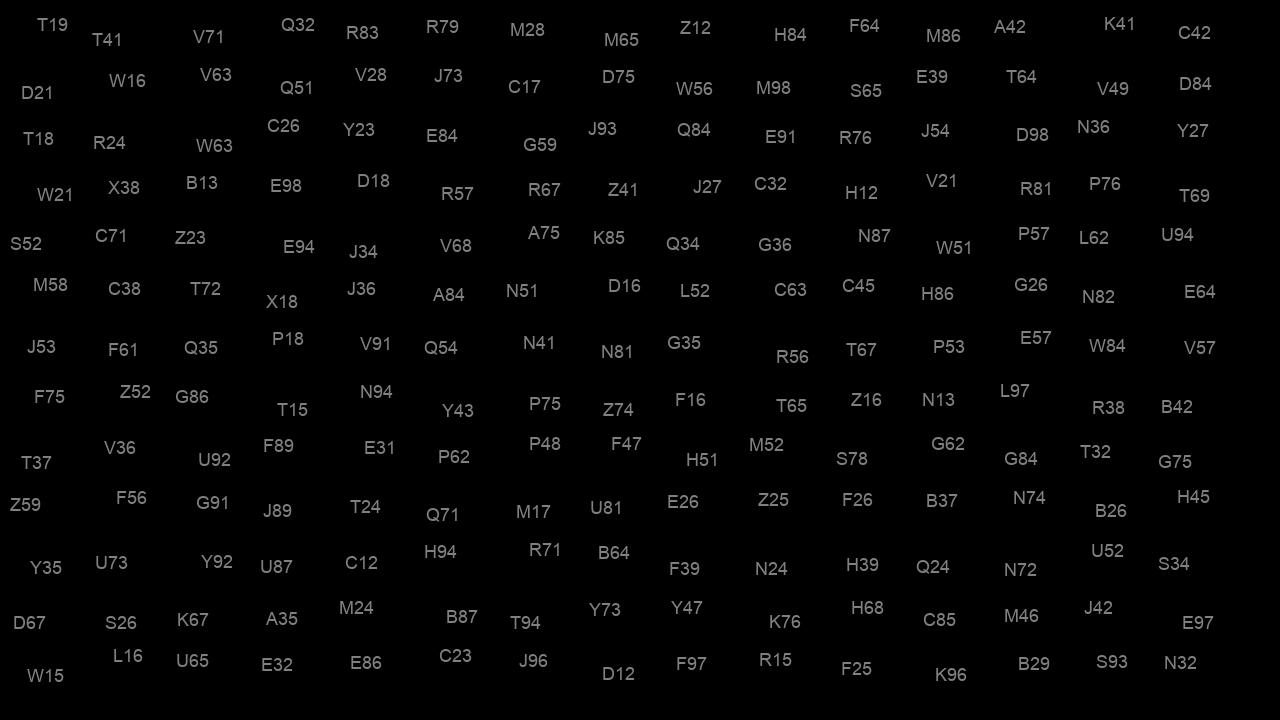 T19 T41 V71 Q32 R83 R79 M28 M65 Z12 H84 F64 M86 A42 K41 C42
D21 W16 V63 Q51 V28 J73 C17 D75 W56 M98 S65 E39 T64 V49 D84
T18 R24 W63 C26 Y23 E84 G59 J93 Q84 E91 R76 J54 D98 N36 Y27
W21 X38 B13 E98 D18 R57 R67 Z41 J27 C32 H12 V21 R81 P76 T69
S52 C71 Z23 E94 J34 V68 A75 K85 Q34 G36 N87 W51 P57 L62 U94
M58 C38 T72 X18 J36 A84 N51 D16 L52 C63 C45 H86 G26 N82 E64
J53 F61 Q35 P18 V91 Q54 N41 N81 G35 R56 T67 P53 E57 W84 V57
F75 Z52 G86 T15 N94 Y43 P75 Z74 F16 T65 Z16 N13 L97 R38 B42
T37 V36 U92 F89 E31 P62 P48 F47 H51 M52 S78 G62 G84 T32 G75
Z59 F56 G91 J89 T24 Q71 M17 U81 E26 Z25 F26 B37 N74 B26 H45
Y35 U73 Y92 U87 C12 H94 R71 B64 F39 N24 H39 Q24 N72 U52 S34
D67 S26 K67 A35 M24 B87 T94 Y73 Y47 K76 H68 C85 M46 J42 E97
W15 L16 U65 E32 E86 C23 J96 D12 F97 R15 F25 K96 B29 S93 N32